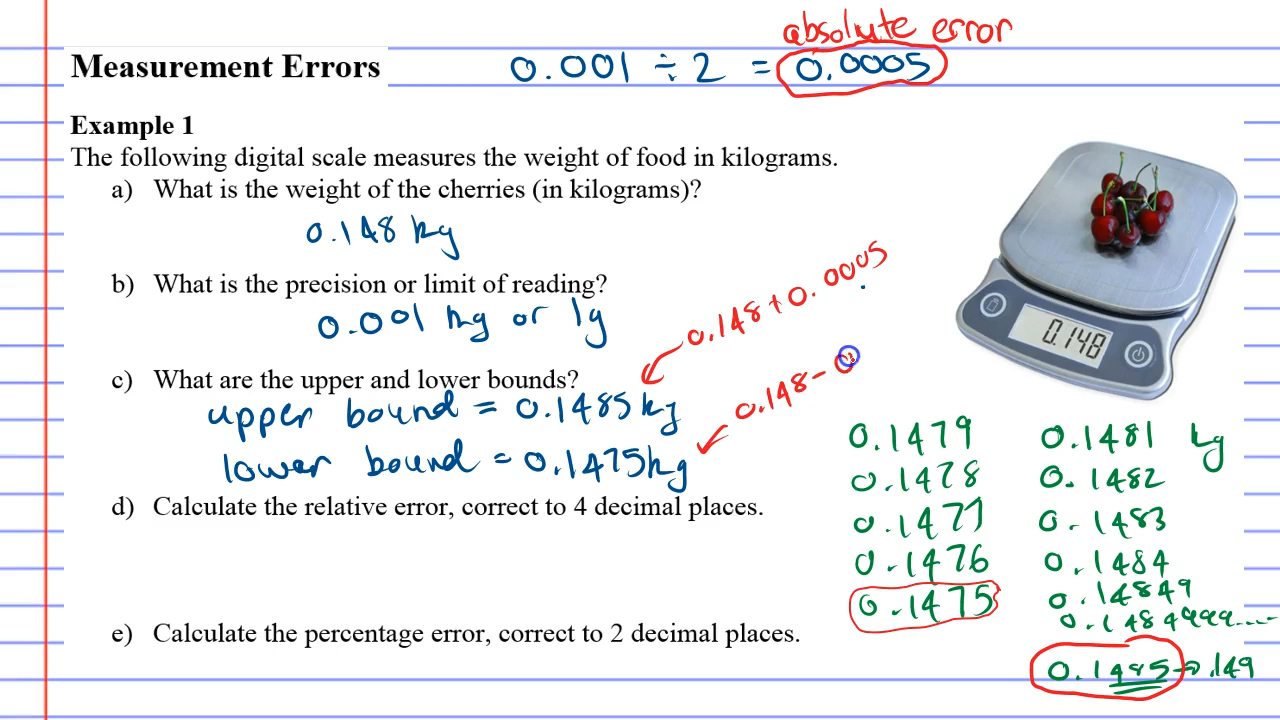 absolute error
Measurement Errors 0.001 ÷ 2 = 0.0005
Example 1
The following digital scale measures the weight of food in kilograms.
a) What is the weight of the cherries (in kilograms)?
0.148 kg
b) What is the precision or limit of reading?
0.001 kg or 1g
0.148 + 0.0005
0.148
c) What are the upper and lower bounds?
upper bound = 0.1485kg
0.148 - 0
lower bound = 0.1475kg
d) Calculate the relative error, correct to 4 decimal places.
e) Calculate the percentage error, correct to 2 decimal places.
0.1479 0.1481 kg
0.1478 0.1482
0.1477 0.1483
0.1476 0.1484
0.1475 0.14849
0.1484999.....
0.1485 → .149